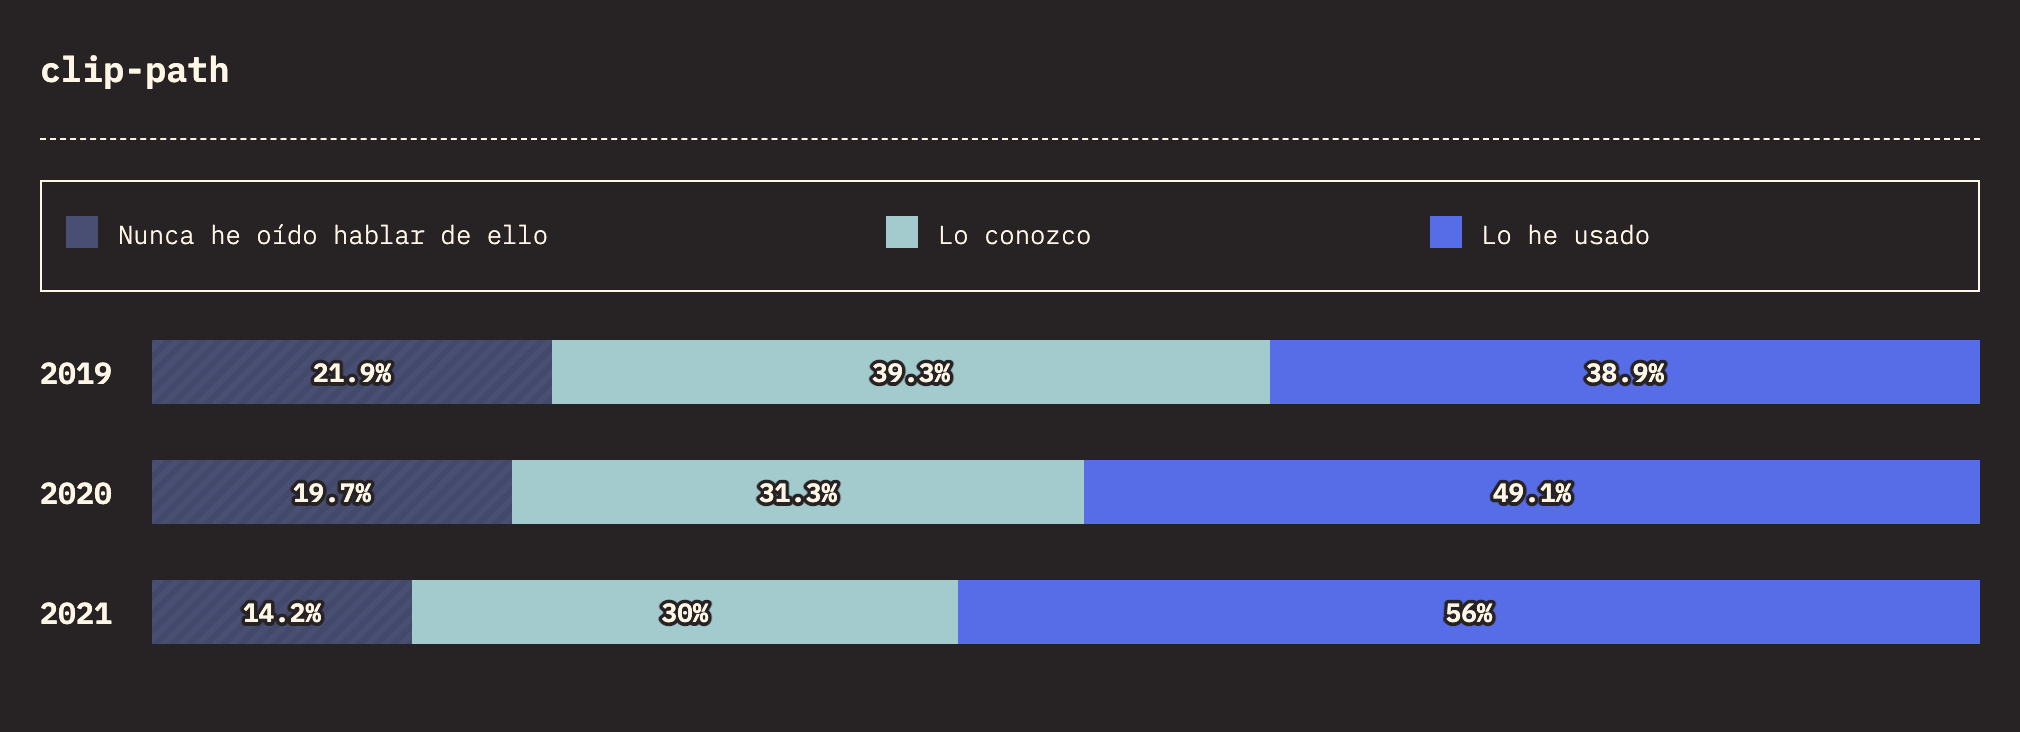 clip-path
Nunca he oído hablar de ello Lo conozco Lo he usado
2019 21.9% 39.3% 38.9%
2020 19.7% 31.3% 49.1%
2021 14.2% 30% 56%